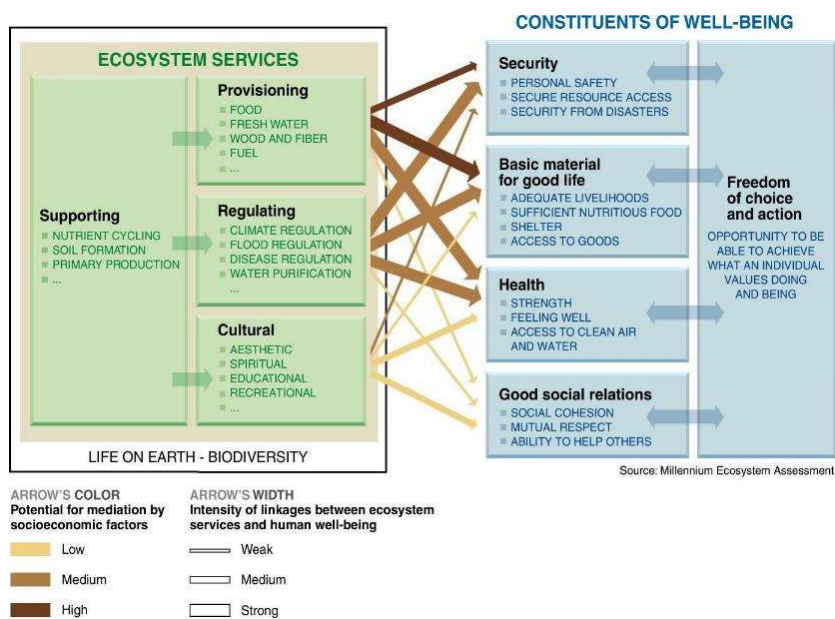 CONSTITUENTS OF WELL-BEING
ECOSYSTEM SERVICES
Supporting
NUTRIENT CYCLING
SOIL FORMATION
PRIMARY PRODUCTION
...
Provisioning
FOOD
FRESH WATER
WOOD AND FIBER
FUEL
...
Regulating
CLIMATE REGULATION
FLOOD REGULATION
DISEASE REGULATION
WATER PURIFICATION
...
Cultural
AESTHETIC
SPIRITUAL
EDUCATIONAL
RECREATIONAL
...
LIFE ON EARTH - BIODIVERSITY
Security
PERSONAL SAFETY
SECURE RESOURCE ACCESS
SECURITY FROM DISASTERS
Basic material
for good life
ADEQUATE LIVELIHOODS
SUFFICIENT NUTRITIOUS FOOD
SHELTER
ACCESS TO GOODS
Health
STRENGTH
FEELING WELL
ACCESS TO CLEAN AIR
AND WATER
Good social relations
SOCIAL COHESION
MUTUAL RESPECT
ABILITY TO HELP OTHERS
Freedom
of choice
and action
OPPORTUNITY TO BE
ABLE TO ACHIEVE
WHAT AN INDIVIDUAL
VALUES DOING
AND BEING
Source: Millennium Ecosystem Assessment
ARROW'S COLOR
Potential for mediation by
socioeconomic factors
Low
Medium
High
ARROW'S WIDTH
Intensity of linkages between ecosystem
services and human well-being
Weak
Medium
Strong